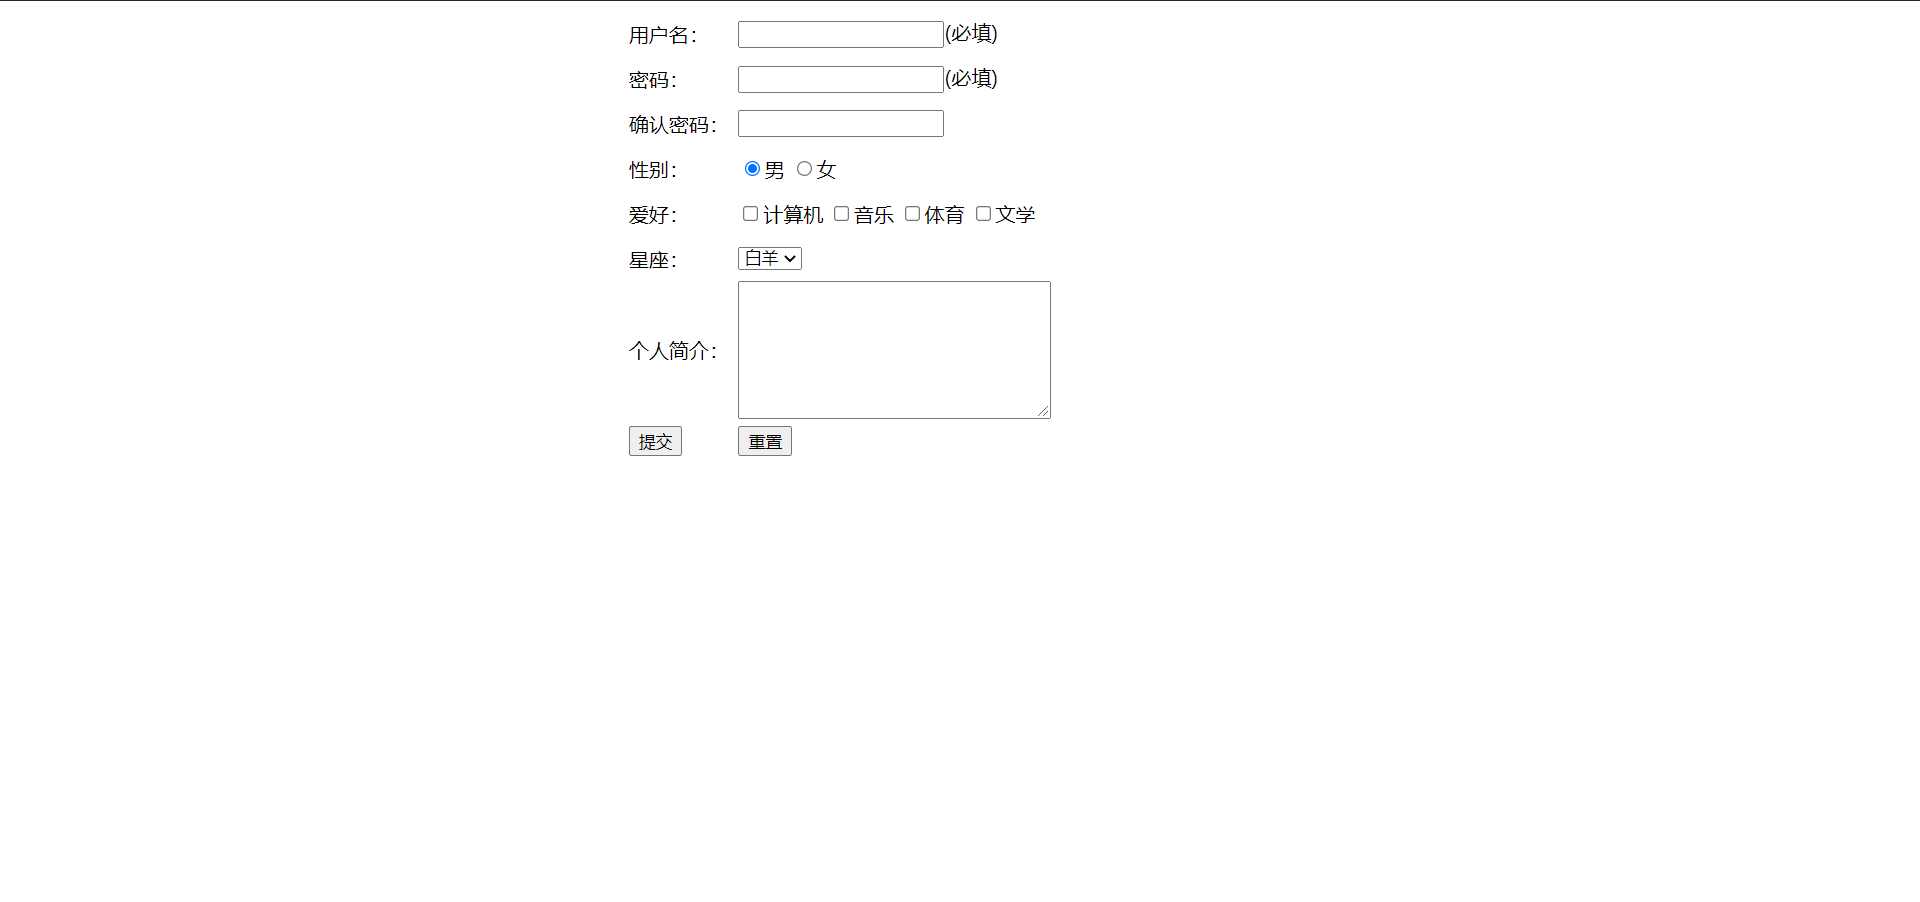 用户名： (必填)
密码： (必填)
确认密码：
性别： 男 女
爱好： 计算机 音乐 体育 文学
星座： 白羊
个人简介：
提交 重置